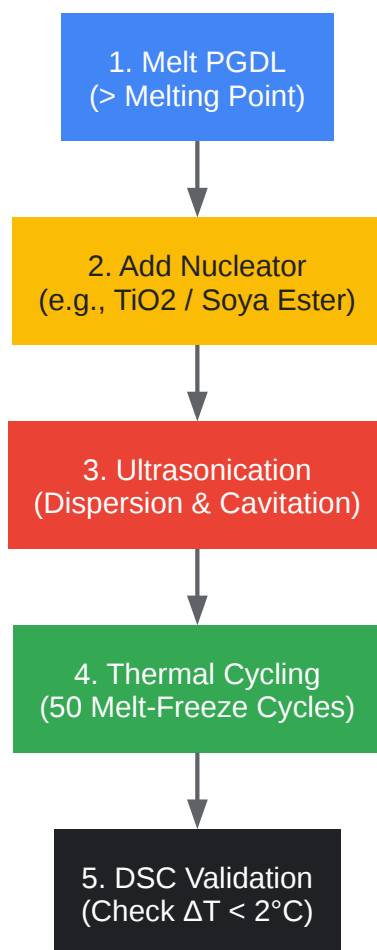 1. Melt PGDL
(> Melting Point)
2. Add Nucleator
(e.g., TiO2 / Soya Ester)
3. Ultrasonication
(Dispersion & Cavitation)
4. Thermal Cycling
(50 Melt-Freeze Cycles)
5. DSC Validation
(Check ΔT < 2°C)